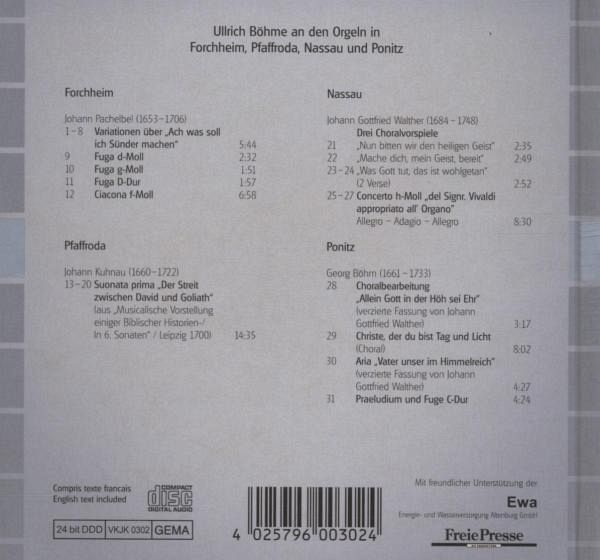 Ullrich Böhme an den Orgeln in
Forchheim, Pfaffroda, Nassau und Ponitz
Forchheim
Johann Pachelbel (1653–1706)
1–8 Variationen über „Ach was soll
ich Sünder machen“ 5:44
9 Fuga d-Moll 2:32
10 Fuga g-Moll 1:51
11 Fuga D-Dur 1:57
12 Ciacona f-Moll 6:58
Pfaffroda
Johann Kuhnau (1660–1722)
13–20 Suonata prima „Der Streit
zwischen David und Goliath“
(aus „Musicalische Vorstellung
einiger Biblischer Historien-/
In 6. Sonaten“ / Leipzig 1700) 14:35
Nassau
Johann Gottfried Walther (1684–1748)
Drei Choralvorspiele
21 „Nun bitten wir den heiligen Geist“ 2:35
22 „Mache dich, mein Geist, bereit“ 2:49
23–24 „Was Gott tut, das ist wohlgetan“
(2 Verse) 2:52
25–27 Concerto h-Moll „del Signr. Vivaldi
appropriato all' Organo“
Allegro – Adagio – Allegro 8:30
Ponitz
Georg Böhm (1661–1733)
28 Choralbearbeitung
„Allein Gott in der Höh sei Ehr“
(verzierte Fassung von Johann
Gottfried Walther) 3:17
29 Christe, der du bist Tag und Licht
(Choral) 8:02
30 Aria „Vater unser im Himmelreich“
(verzierte Fassung von Johann
Gottfried Walther) 4:27
31 Praeludium und Fuge C-Dur 4:24
Compris texte francais
English text included
COMPACT
disc
DIGITAL AUDIO
24 bit DDD VKJK 0302 GEMA
4 025796 003024
Mit freundlicher Unterstützung der
Ewa
Energie- und Wasserversorgung Altenburg GmbH
FreiePresse